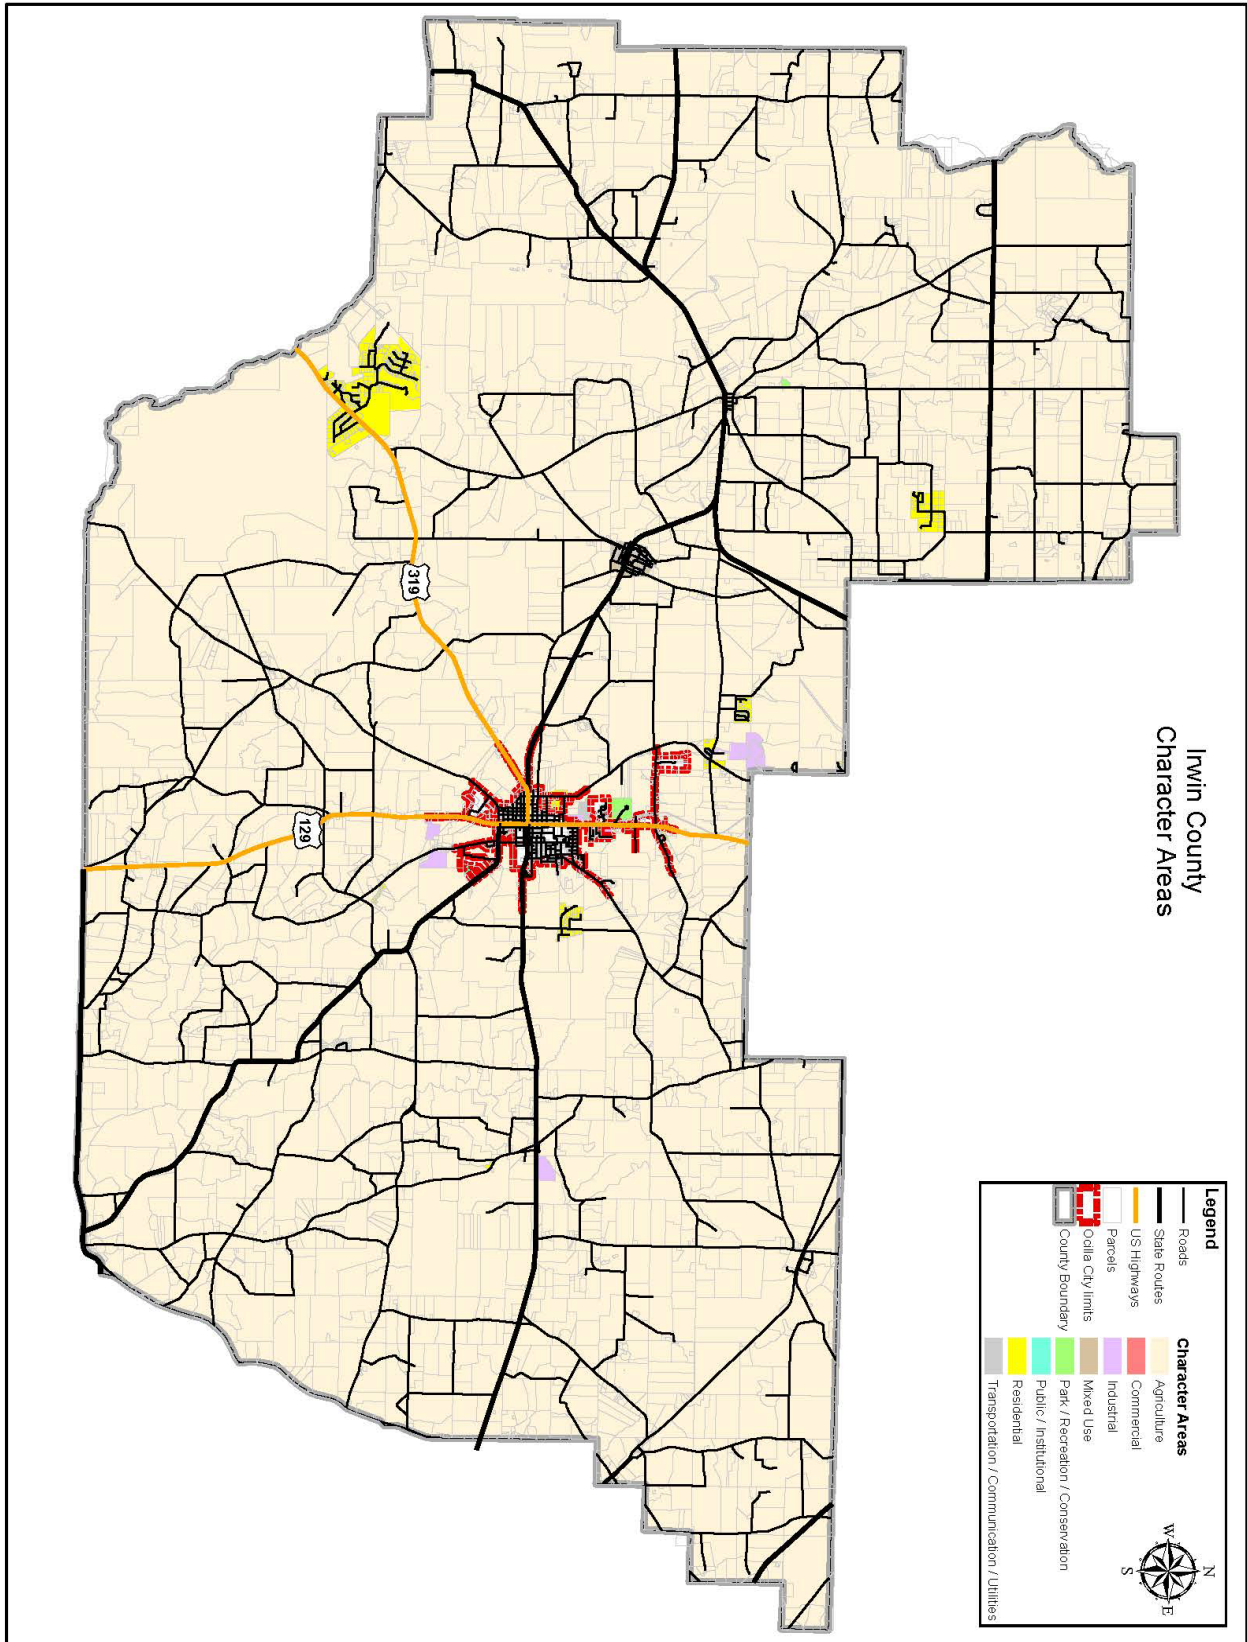 Irwin County
Character Areas
Legend
Roads
State Routes
US Highways
Parcels
Ocilla City limits
County Boundary
Character Areas
Agriculture
Commercial
Industrial
Mixed Use
Park / Recreation / Conservation
Public / Institutional
Residential
Transportation / Communication / Utilities
N
W
E
S
319
129